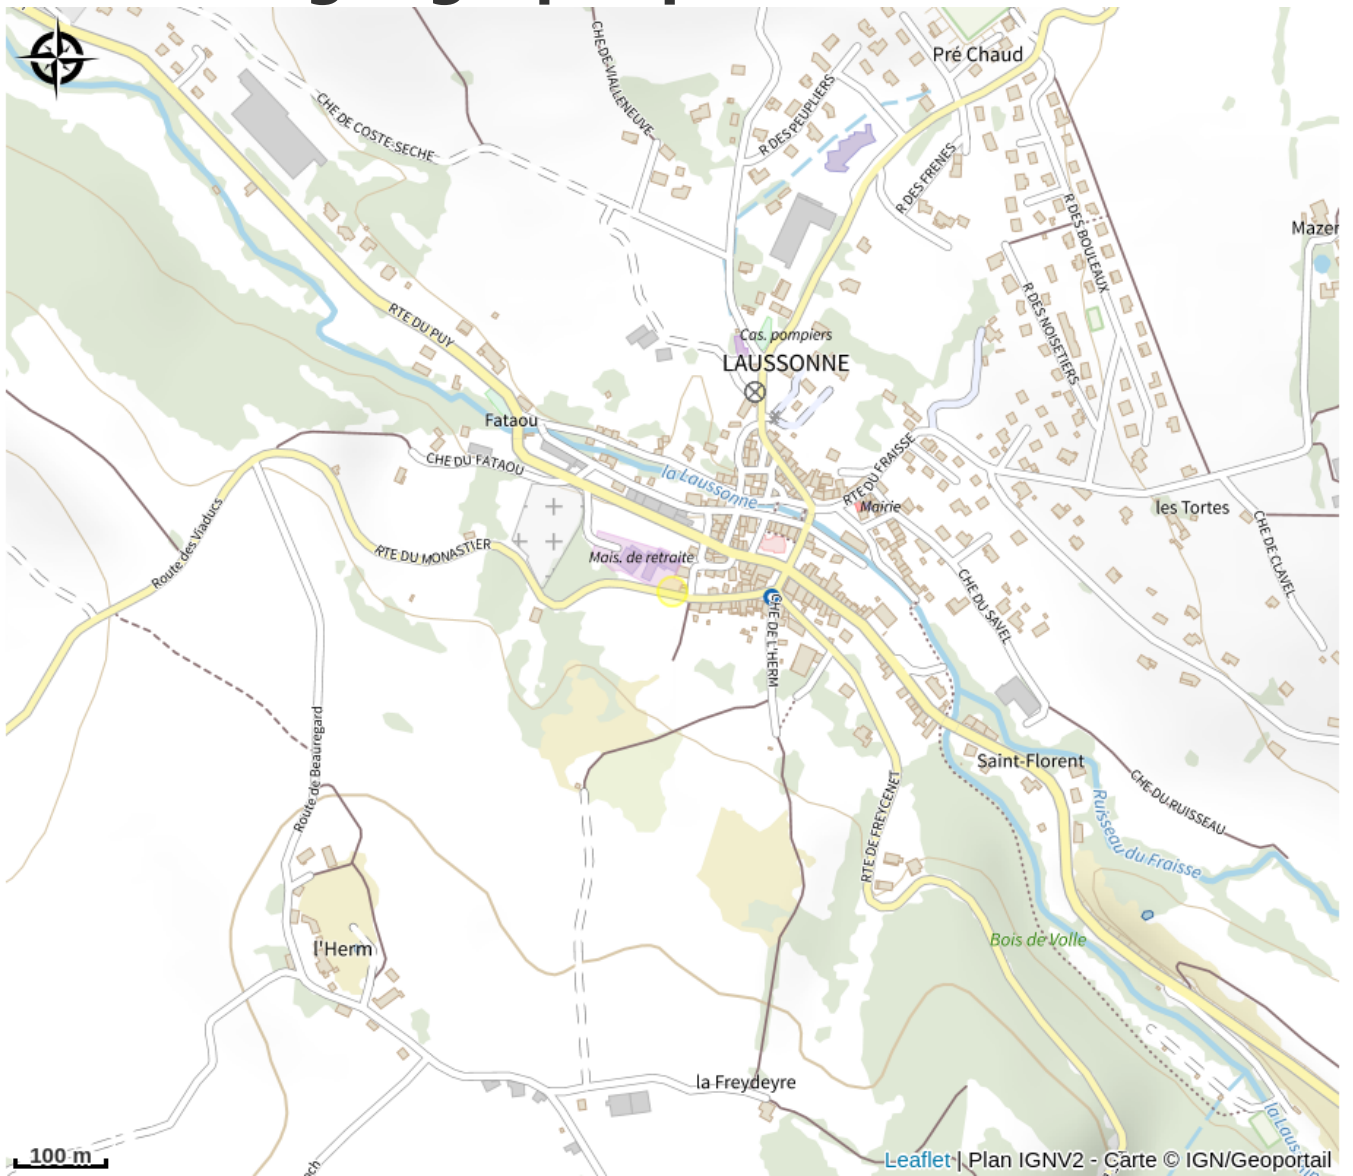 Pré Chaud
CHE DE VIALLENEUVE
CHE DE COSTE-SECHE
R DES PEUPLIERS
R DES FRENES
R DES BOULEAUX
Mazer
R DES NOISETIERS
RTE DU PUY
Cas. pompiers
LAUSSONNE
Fataou
CHE DU FATAOU
la Laussonne
RTE DU FRAISSE
Mairie
les Tortes
CHE DE CLAVEL
Route des Viaducs
RTE DU MONASTIER
Mais. de retraite
CHE DE L'HERM
CHE DU SAVEL
Route de Beauregard
Saint-Florent
CHE DU RUISSEAU
Ruisseau du Fraisse
RTE DE FREYCENET
Bois de Volle
l'Herm
la Freydeyre
la Lauss
100 m
Leaflet | Plan IGNV2 - Carte © IGN/Geoportail